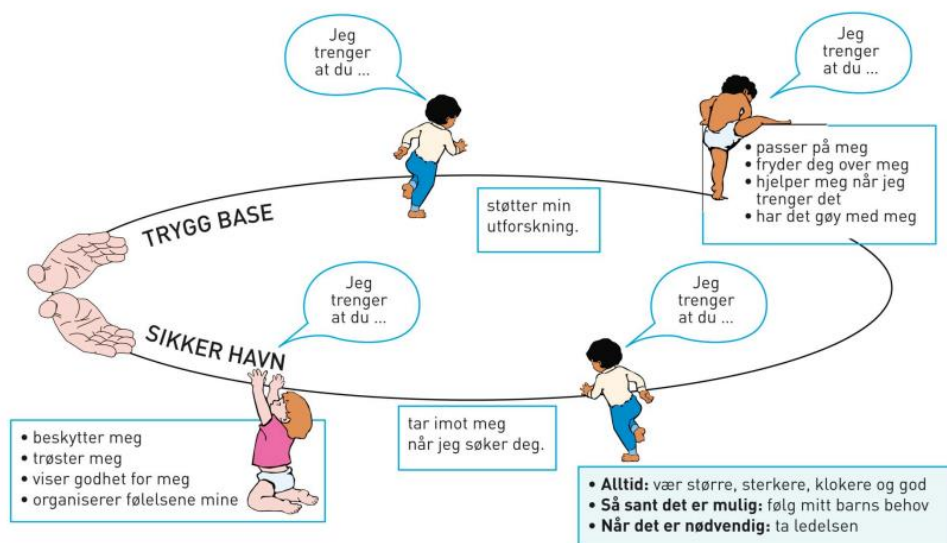 Jeg
trenger
at du ...
Jeg
trenger
at du ...
• passer på meg
• fryder deg over meg
• hjelper meg når jeg
trenger det
• har det gøy med meg
støtter min
utforskning.
TRYGG BASE
SIKKER HAVN
Jeg
trenger
at du ...
Jeg
trenger
at du ...
• beskytter meg
• trøster meg
• viser godhet for meg
• organiserer følelsene mine
tar imot meg
når jeg søker deg.
• Alltid: vær større, sterkere, klokere og god
• Så sant det er mulig: følg mitt barns behov
• Når det er nødvendig: ta ledelsen